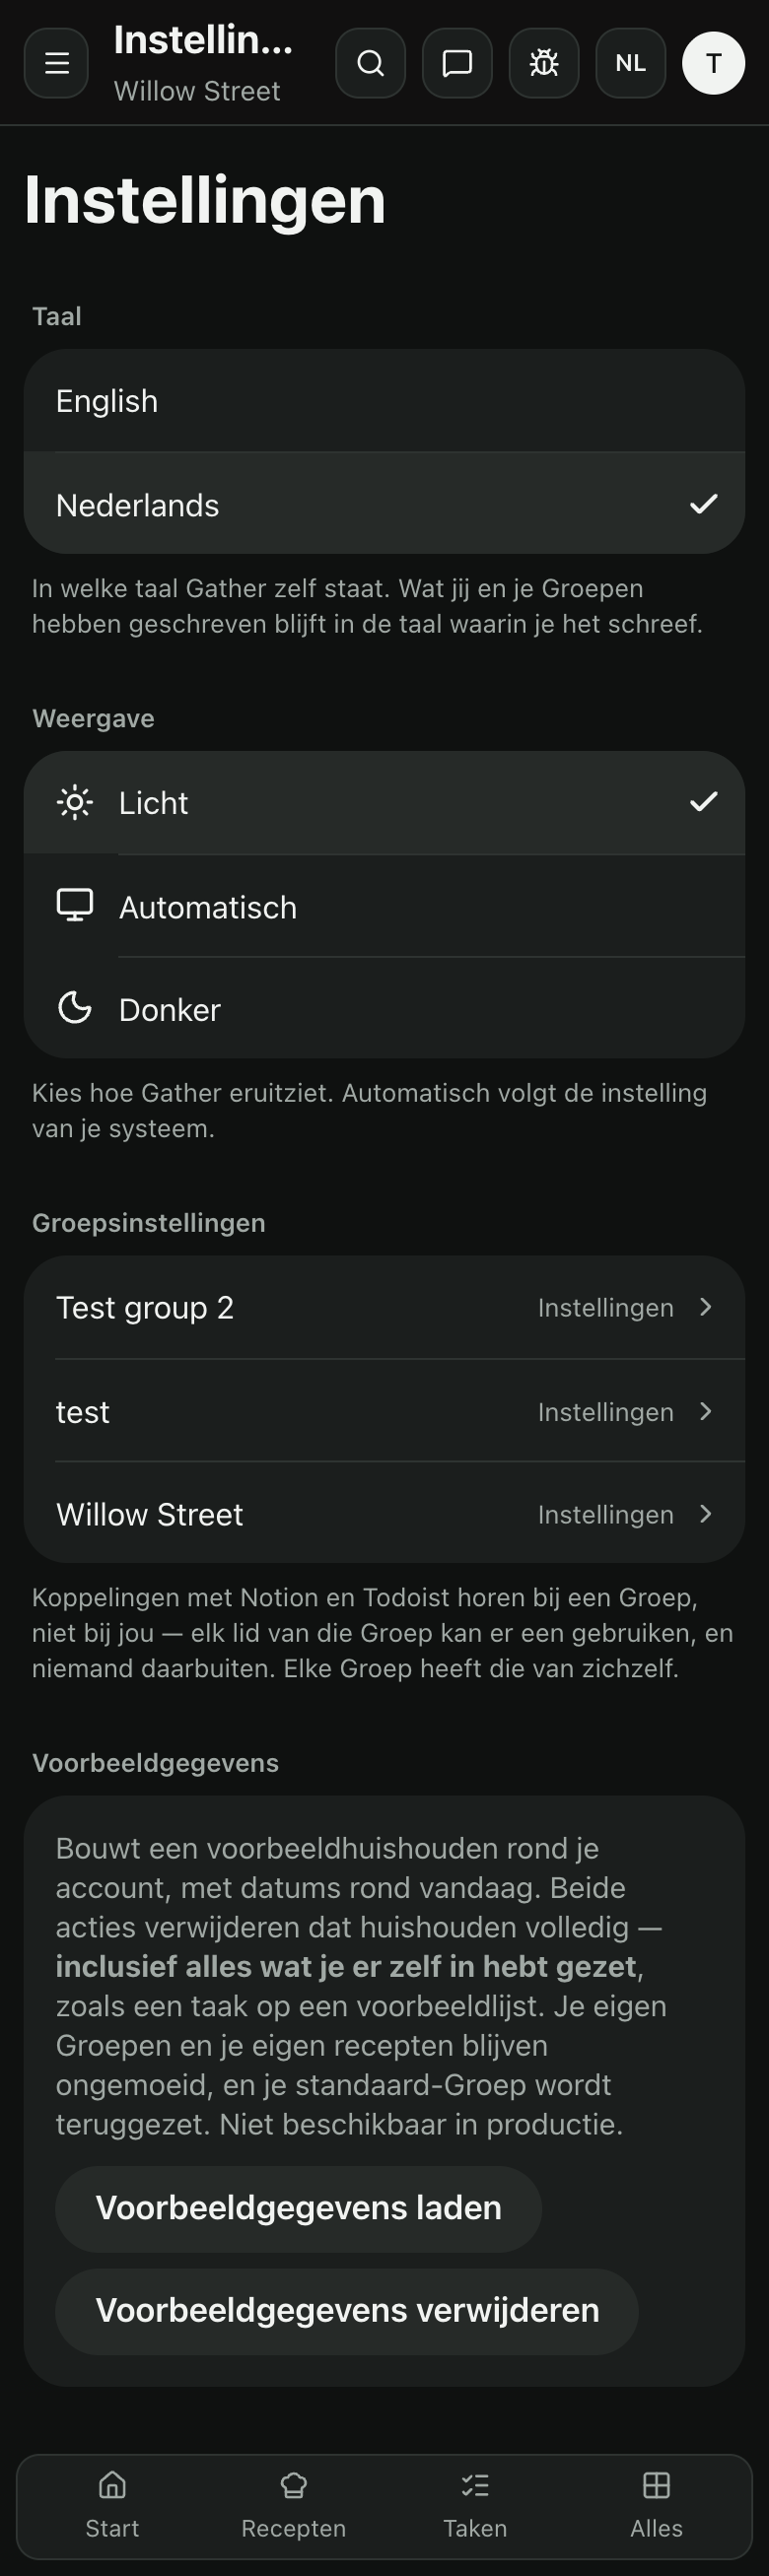 Instellin...
Willow Street
NL
T
Instellingen
Taal
English
Nederlands
In welke taal Gather zelf staat. Wat jij en je Groepen
hebben geschreven blijft in de taal waarin je het schreef.
Weergave
Licht
Automatisch
Donker
Kies hoe Gather eruitziet. Automatisch volgt de instelling
van je systeem.
Groepsinstellingen
Test group 2 Instellingen
test Instellingen
Willow Street Instellingen
Koppelingen met Notion en Todoist horen bij een Groep,
niet bij jou — elk lid van die Groep kan er een gebruiken, en
niemand daarbuiten. Elke Groep heeft die van zichzelf.
Voorbeeldgegevens
Bouwt een voorbeeldhuishouden rond je
account, met datums rond vandaag. Beide
acties verwijderen dat huishouden volledig —
inclusief alles wat je er zelf in hebt gezet,
zoals een taak op een voorbeeldlijst. Je eigen
Groepen en je eigen recepten blijven
ongemoeid, en je standaard-Groep wordt
teruggezet. Niet beschikbaar in productie.
Voorbeeldgegevens laden
Voorbeeldgegevens verwijderen
Start Recepten Taken Alles